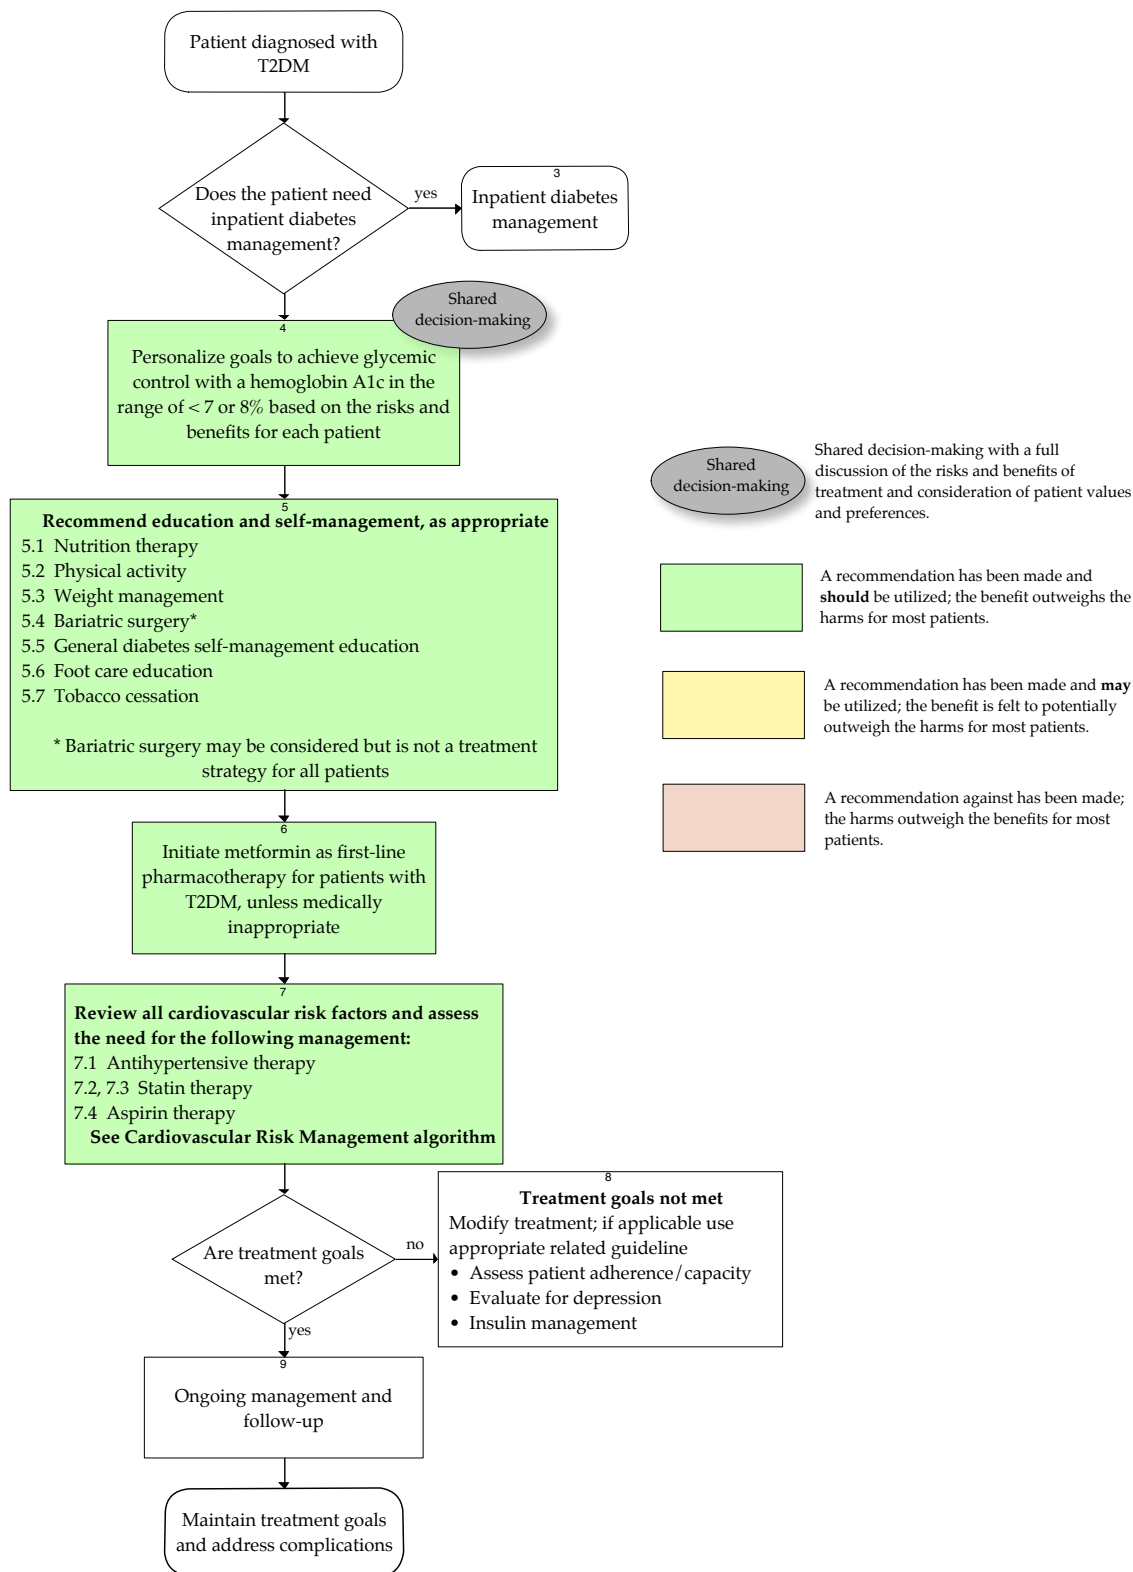 Patient diagnosed with
T2DM
Does the patient need
inpatient diabetes
management?
yes
3
Inpatient diabetes
management
Shared
decision-making
4
Personalize goals to achieve glycemic
control with a hemoglobin A1c in the
range of < 7 or 8% based on the risks and
benefits for each patient
5
Recommend education and self-management, as appropriate
5.1 Nutrition therapy
5.2 Physical activity
5.3 Weight management
5.4 Bariatric surgery*
5.5 General diabetes self-management education
5.6 Foot care education
5.7 Tobacco cessation
* Bariatric surgery may be considered but is not a treatment
strategy for all patients
6
Initiate metformin as first-line
pharmacotherapy for patients with
T2DM, unless medically
inappropriate
7
Review all cardiovascular risk factors and assess
the need for the following management:
7.1 Antihypertensive therapy
7.2, 7.3 Statin therapy
7.4 Aspirin therapy
See Cardiovascular Risk Management algorithm
Are treatment goals
met?
no
8
Treatment goals not met
Modify treatment; if applicable use
appropriate related guideline
• Assess patient adherence/capacity
• Evaluate for depression
• Insulin management
yes
9
Ongoing management and
follow-up
Maintain treatment goals
and address complications
Shared
decision-making
Shared decision-making with a full
discussion of the risks and benefits of
treatment and consideration of patient values
and preferences.
A recommendation has been made and
should be utilized; the benefit outweighs the
harms for most patients.
A recommendation has been made and may
be utilized; the benefit is felt to potentially
outweigh the harms for most patients.
A recommendation against has been made;
the harms outweigh the benefits for most
patients.